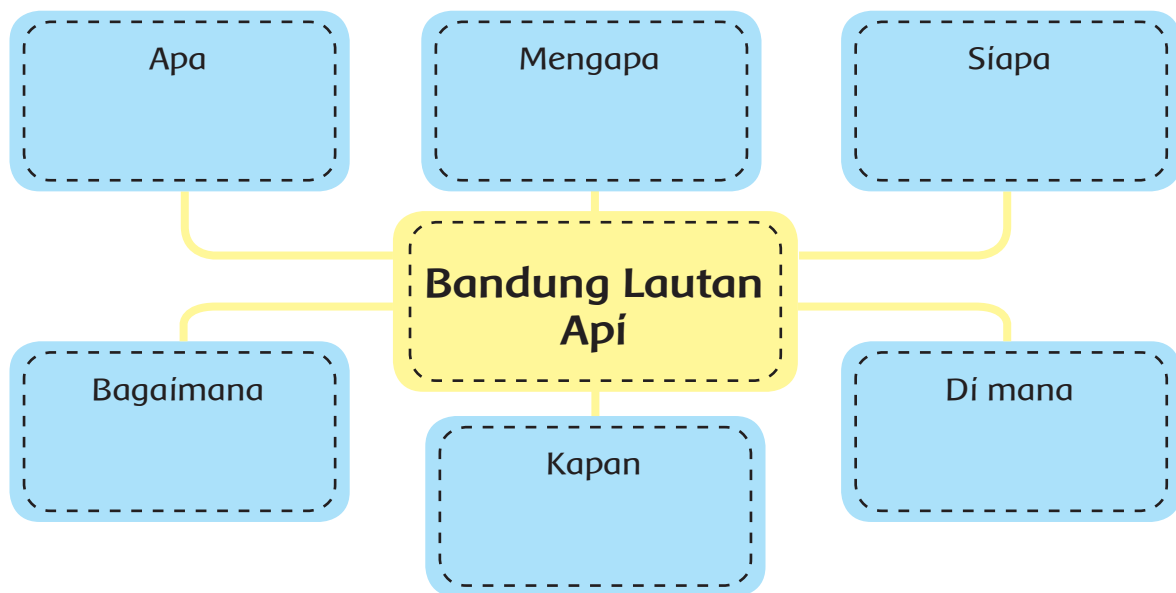 Apa
Mengapa
Siapa
Bandung Lautan
Api
Bagaimana
Di mana
Kapan